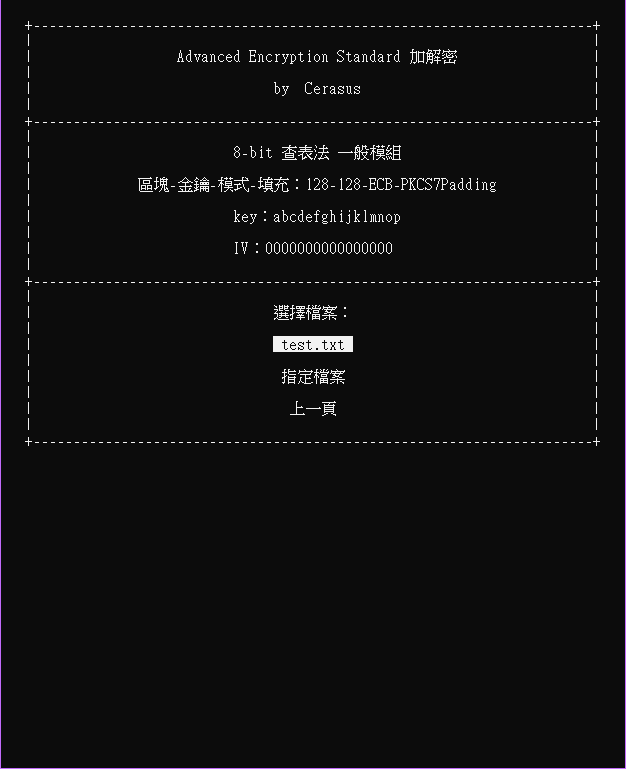 Advanced Encryption Standard 加解密
by Cerasus
8-bit 查表法 一般模組
區塊-金鑰-模式-填充：128-128-ECB-PKCS7Padding
key：abcdefghijklmnop
IV：0000000000000000
選擇檔案：
test.txt
指定檔案
上一頁